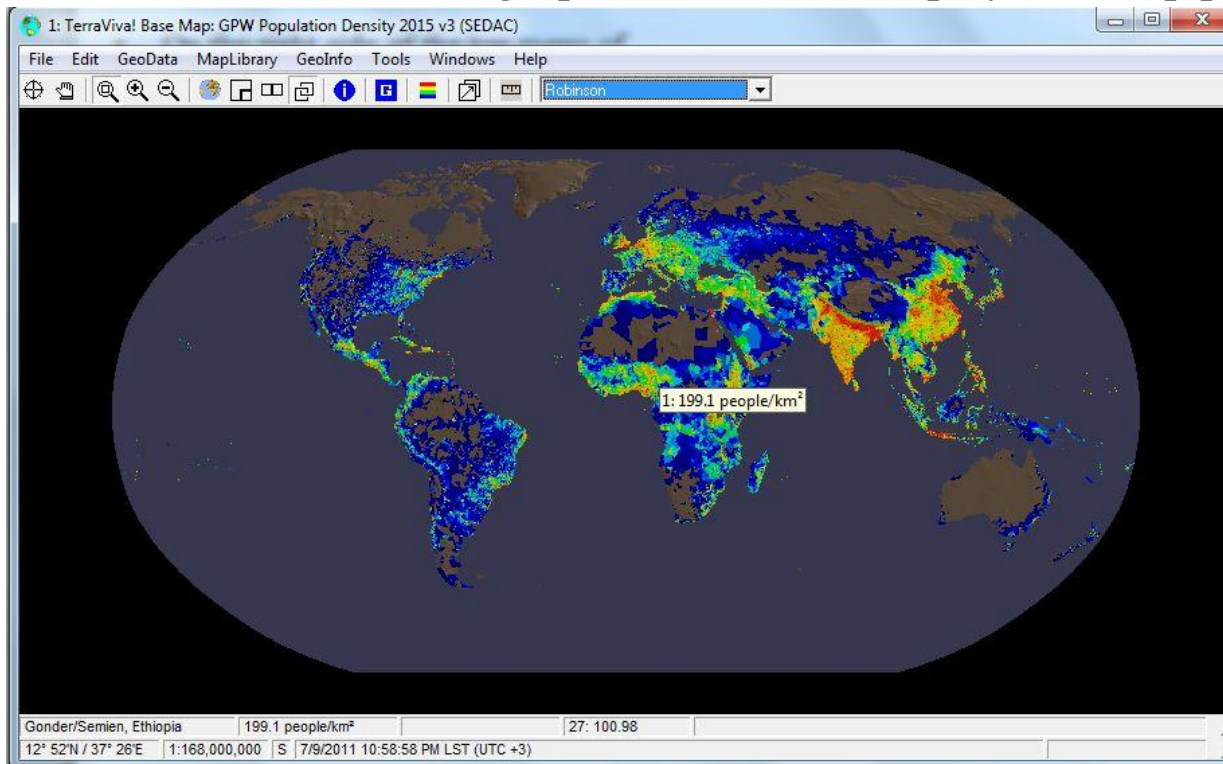 1: TerraViva! Base Map: GPW Population Density 2015 v3 (SEDAC)
File Edit GeoData MapLibrary GeoInfo Tools Windows Help
Robinson
1: 199.1 people/km²
Gonder/Semien, Ethiopia 199.1 people/km² 27: 100.98
12° 52'N / 37° 26'E 1:168,000,000 S 7/9/2011 10:58:58 PM LST (UTC +3)